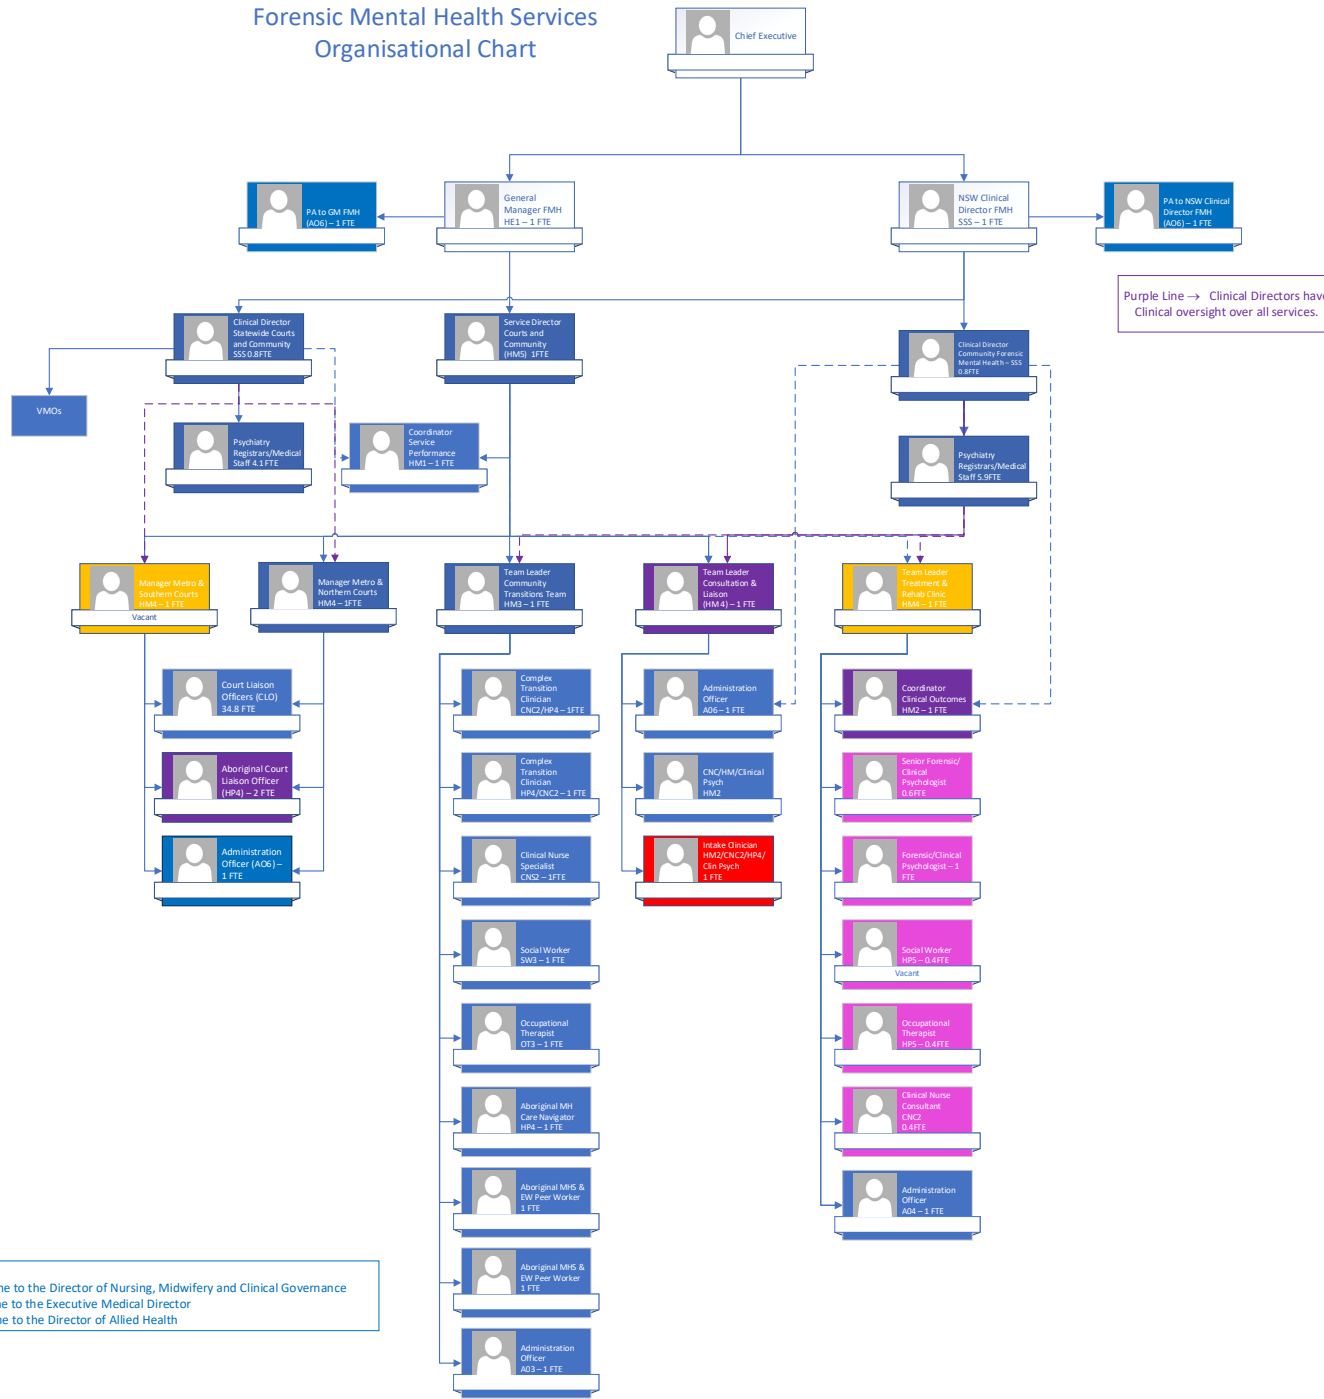 Forensic Mental Health Services
Organisational Chart
Chief Executive
PA to GM FMH
(AO6) – 1 FTE
General
Manager FMH
HE1 – 1 FTE
NSW Clinical
Director FMH
SSS – 1 FTE
PA to NSW Clinical
Director FMH
(AO6) – 1 FTE
Purple Line → Clinical Directors have
Clinical oversight over all services.
Clinical Director
Statewide Courts
and Community
SSS 0.8FTE
Service Director
Courts and
Community
(HM5) 1FTE
Clinical Director
Community Forensic
Mental Health – SSS
0.8FTE
VMOs
Psychiatry
Registrars/Medical
Staff 4.1 FTE
Coordinator
Service
Performance
HM1 – 1 FTE
Psychiatry
Registrars/Medical
Staff 5.9FTE
Manager Metro &
Southern Courts
HM4 – 1 FTE
Vacant
Manager Metro &
Northern Courts
HM4 – 1FTE
Team Leader
Community
Transitions Team
HM3 – 1 FTE
Team Leader
Consultation &
Liaison
(HM4) – 1 FTE
Team Leader
Treatment &
Rehab Clinic
HM4 – 1 FTE
Court Liaison
Officers (CLO)
34.8 FTE
Aboriginal Court
Liaison Officer
(HP4) – 2 FTE
Administration
Officer (AO6) –
1 FTE
Complex
Transition
Clinician
CNC2/HP4 – 1FTE
Complex
Transition
Clinician
HP4/CNC2 – 1 FTE
Clinical Nurse
Specialist
CNS2 – 1FTE
Social Worker
SW3 – 1 FTE
Occupational
Therapist
OT3 – 1 FTE
Aboriginal MH
Care Navigator
HP4 – 1 FTE
Aboriginal MHS &
EW Peer Worker
1 FTE
Aboriginal MHS &
EW Peer Worker
1 FTE
Administration
Officer
A03 – 1 FTE
Administration
Officer
A06 – 1 FTE
CNC/HM/Clinical
Psych
HM2
Intake Clinician
HM2/CNC2/HP4/
Clin Psych
1 FTE
Coordinator
Clinical Outcomes
HM2 – 1 FTE
Senior Forensic/
Clinical
Psychologist
0.6FTE
Forensic/Clinical
Psychologist – 1
FTE
Social Worker
HP5 – 0.4FTE
Vacant
Occupational
Therapist
HP5 – 0.4FTE
Clinical Nurse
Consultant
CNC2
0.4FTE
Administration
Officer
A04 – 1 FTE
ne to the Director of Nursing, Midwifery and Clinical Governance
ne to the Executive Medical Director
ne to the Director of Allied Health